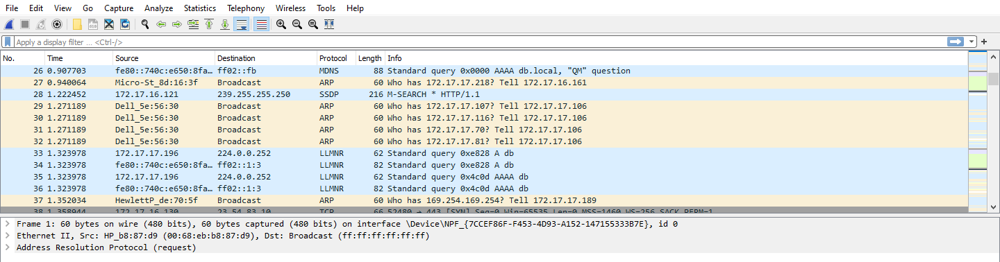 File Edit View Go Capture Analyze Statistics Telephony Wireless Tools Help
Apply a display filter ... <Ctrl-/>
No. Time Source Destination Protocol Length Info
26 0.907703 fe80::740c:e650:8fa… ff02::fb MDNS 88 Standard query 0x0000 AAAA db.local, "QM" question
27 0.940064 Micro-St_8d:16:3f Broadcast ARP 60 Who has 172.17.17.218? Tell 172.17.16.161
28 1.222452 172.17.16.121 239.255.255.250 SSDP 216 M-SEARCH * HTTP/1.1
29 1.271189 Dell_5e:56:30 Broadcast ARP 60 Who has 172.17.17.107? Tell 172.17.17.106
30 1.271189 Dell_5e:56:30 Broadcast ARP 60 Who has 172.17.17.116? Tell 172.17.17.106
31 1.271189 Dell_5e:56:30 Broadcast ARP 60 Who has 172.17.17.70? Tell 172.17.17.106
32 1.271189 Dell_5e:56:30 Broadcast ARP 60 Who has 172.17.17.81? Tell 172.17.17.106
33 1.323978 172.17.17.196 224.0.0.252 LLMNR 62 Standard query 0xe828 A db
34 1.323978 fe80::740c:e650:8fa… ff02::1:3 LLMNR 82 Standard query 0xe828 A db
35 1.323978 172.17.17.196 224.0.0.252 LLMNR 62 Standard query 0x4c0d AAAA db
36 1.323978 fe80::740c:e650:8fa… ff02::1:3 LLMNR 82 Standard query 0x4c0d AAAA db
37 1.352034 HewlettP_de:70:5f Broadcast ARP 60 Who has 169.254.169.254? Tell 172.17.17.189
38 1.358944 172.17.16.130 23.54.83.10 TCP 66 52480 → 443 [SYN] Seq=0 Win=65535 Len=0 MSS=1460 WS=256 SACK_PERM=1
Frame 1: 60 bytes on wire (480 bits), 60 bytes captured (480 bits) on interface \Device\NPF_{7CCEF86F-F453-4D93-A152-147155333B7E}, id 0
Ethernet II, Src: HP_b8:87:d9 (00:68:eb:b8:87:d9), Dst: Broadcast (ff:ff:ff:ff:ff:ff)
Address Resolution Protocol (request)